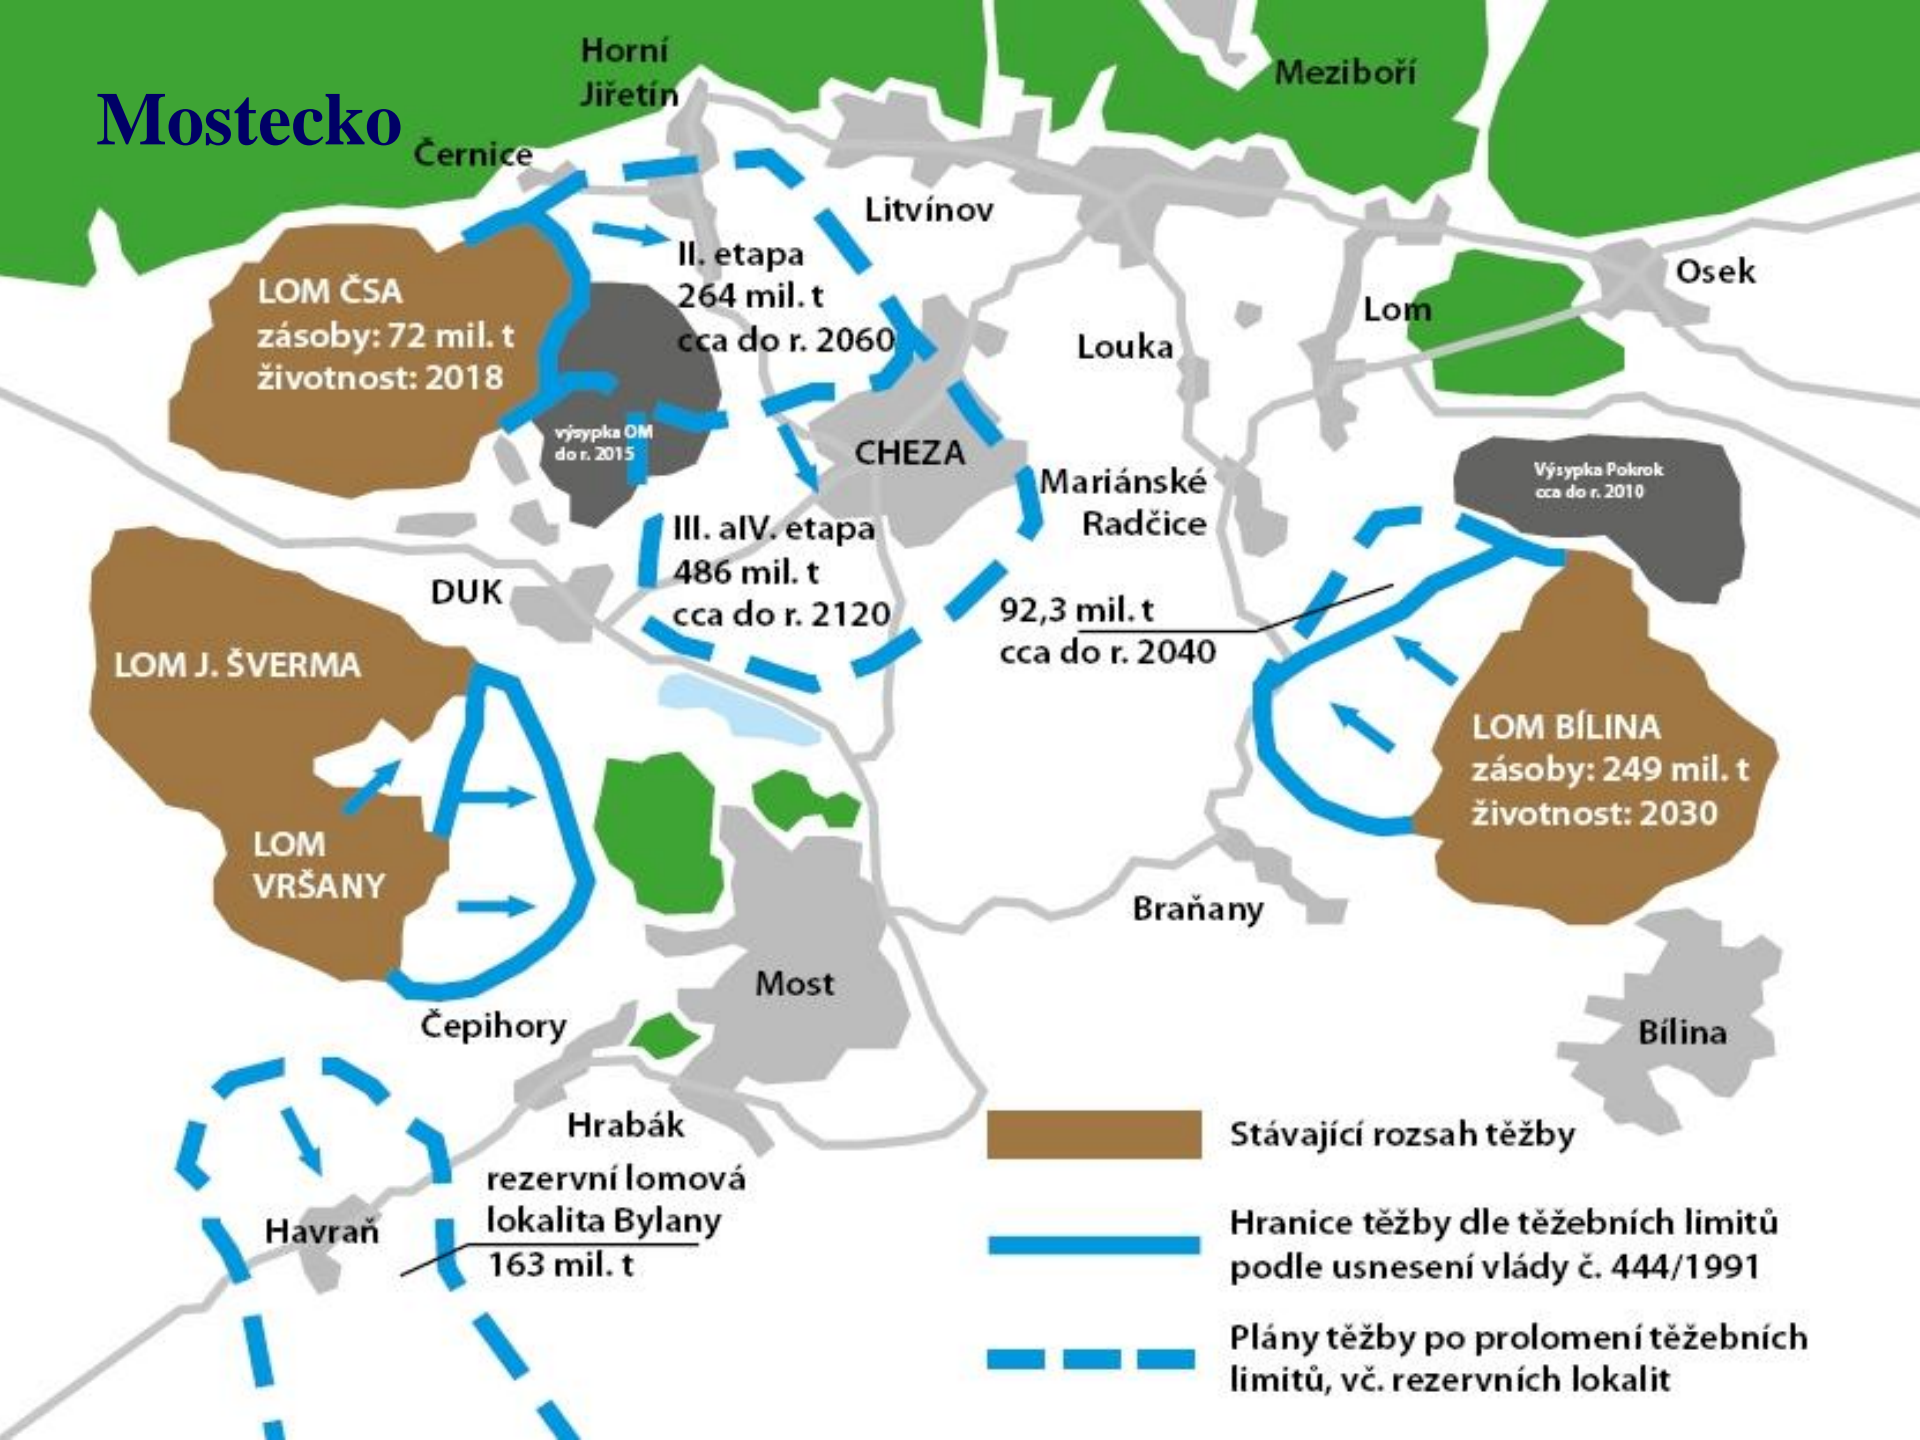 Mostecko
Horní
Jiřetín
Meziboří
Černice
Litvínov
II. etapa
264 mil. t
cca do r. 2060
LOM ČSA
zásoby: 72 mil. t
životnost: 2018
Osek
Lom
Louka
výsypka OM
do r. 2015
CHEZA
Mariánské
Radčice
Výsypka Pokrok
cca do r. 2010
III. aIV. etapa
486 mil. t
cca do r. 2120
DUK
92,3 mil. t
cca do r. 2040
LOM J. ŠVERMA
LOM BÍLINA
zásoby: 249 mil. t
životnost: 2030
LOM
VRŠANY
Braňany
Most
Čepihory
Bílina
Hrabák
rezervní lomová
lokalita Bylany
163 mil. t
Havraň
Stávající rozsah těžby
Hranice těžby dle těžebních limitů
podle usnesení vlády č. 444/1991
Plány těžby po prolomení těžebních
limitů, vč. rezervních lokalit